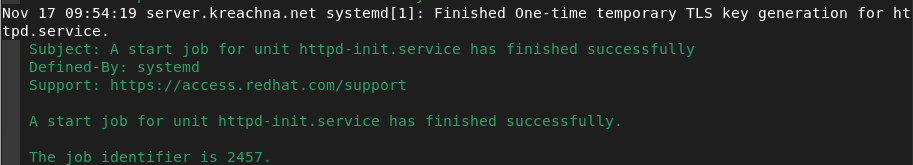 Nov 17 09:54:19 server.kreachna.net systemd[1]: Finished One-time temporary TLS key generation for ht
tpd.service.
Subject: A start job for unit httpd-init.service has finished successfully
Defined-By: systemd
Support: https://access.redhat.com/support
A start job for unit httpd-init.service has finished successfully.
The job identifier is 2457.